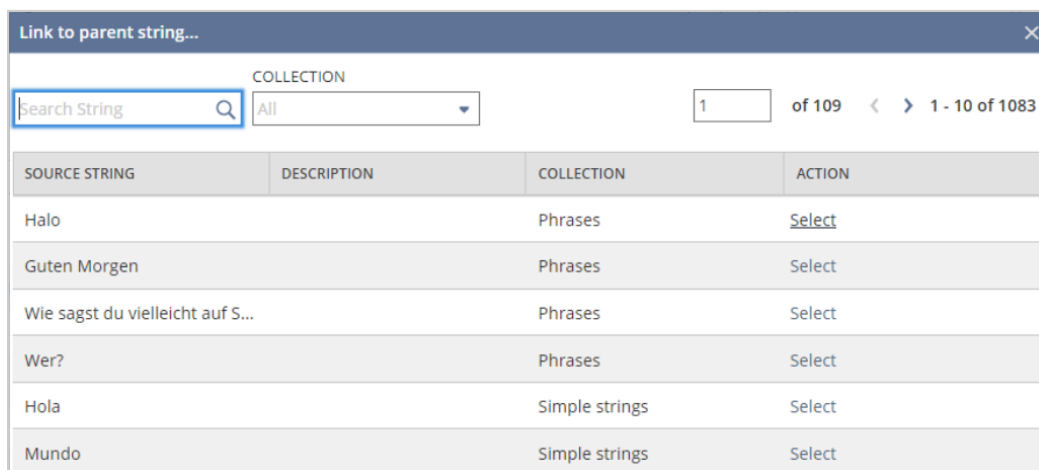 Link to parent string...
COLLECTION
Search String All 1 of 109 1 - 10 of 1083
SOURCE STRING DESCRIPTION COLLECTION ACTION
Halo Phrases Select
Guten Morgen Phrases Select
Wie sagst du vielleicht auf S... Phrases Select
Wer? Phrases Select
Hola Simple strings Select
Mundo Simple strings Select